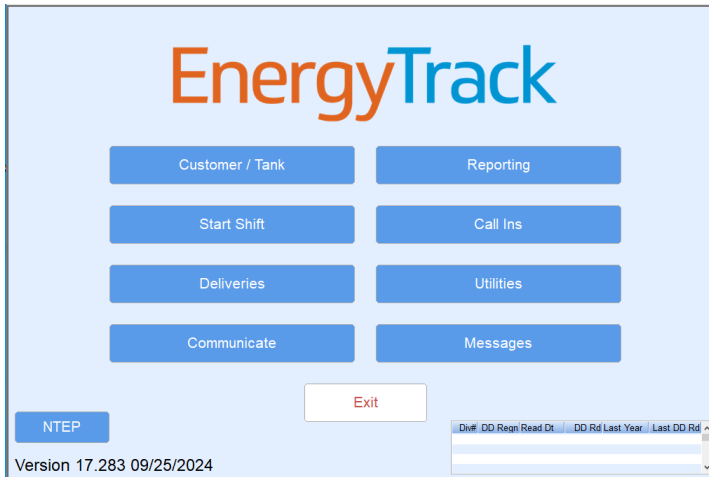 EnergyTrack
Customer / Tank Reporting
Start Shift Call Ins
Deliveries Utilities
Communicate Messages
Exit
NTEP
Div# DD Regn Read Dt DD Rd Last Year Last DD Rd
Version 17.283 09/25/2024